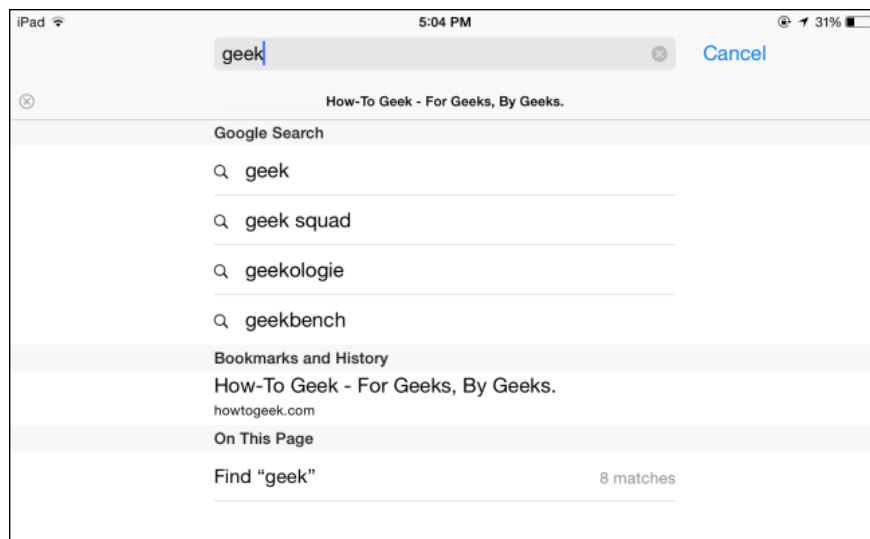 iPad 5:04 PM 31%
geek Cancel
How-To Geek - For Geeks, By Geeks.
Google Search
geek
geek squad
geekologie
geekbench
Bookmarks and History
How-To Geek - For Geeks, By Geeks.
howtogeek.com
On This Page
Find “geek” 8 matches